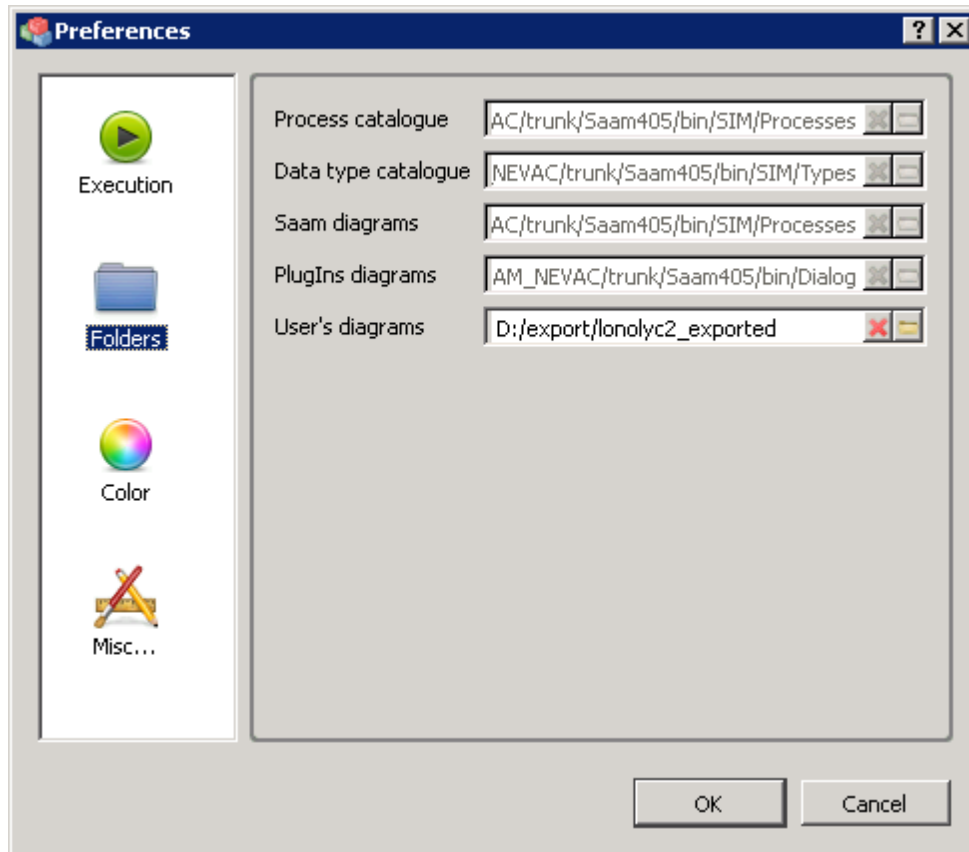 Preferences
Execution
Folders
Color
Misc...
Process catalogue AC/trunk/Saam405/bin/SIM/Processes
Data type catalogue NEVAC/trunk/Saam405/bin/SIM/Types
Saam diagrams AC/trunk/Saam405/bin/SIM/Processes
PlugIns diagrams AM_NEVAC/trunk/Saam405/bin/Dialog
User's diagrams D:/export/lonolyc2_exported
OK Cancel